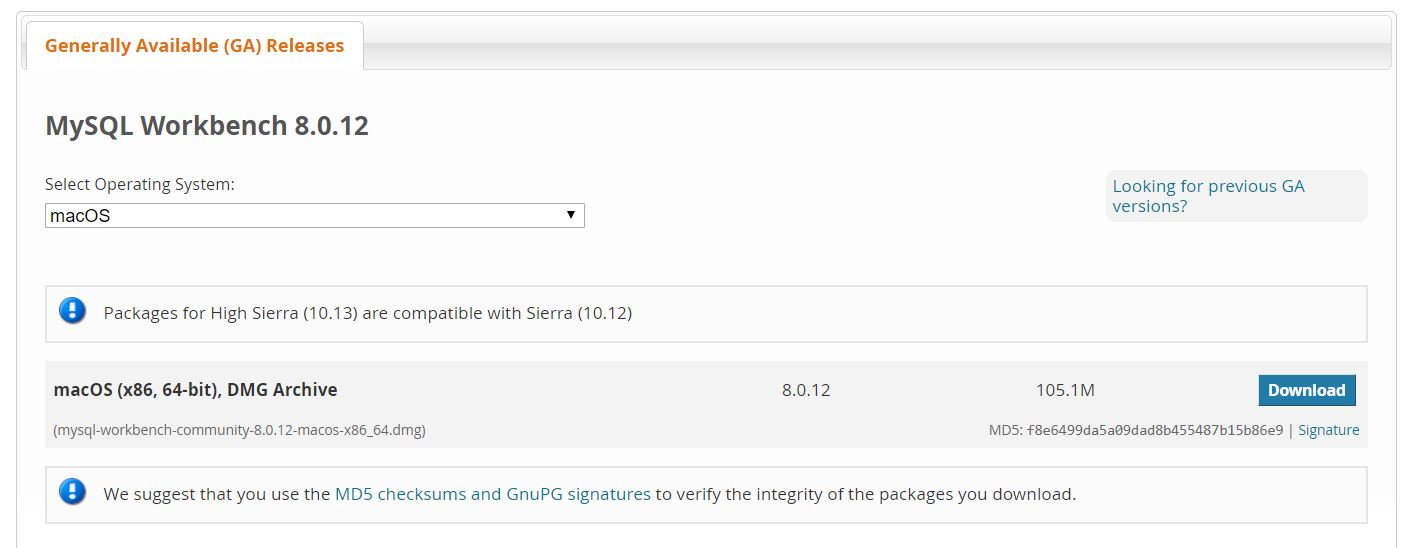 Generally Available (GA) Releases
MySQL Workbench 8.0.12
Select Operating System:
macOS
Looking for previous GA
versions?
Packages for High Sierra (10.13) are compatible with Sierra (10.12)
macOS (x86, 64-bit), DMG Archive 8.0.12 105.1M Download
(mysql-workbench-community-8.0.12-macos-x86_64.dmg) MD5: f8e6499da5a09dad8b455487b15b86e9 | Signature
We suggest that you use the MD5 checksums and GnuPG signatures to verify the integrity of the packages you download.